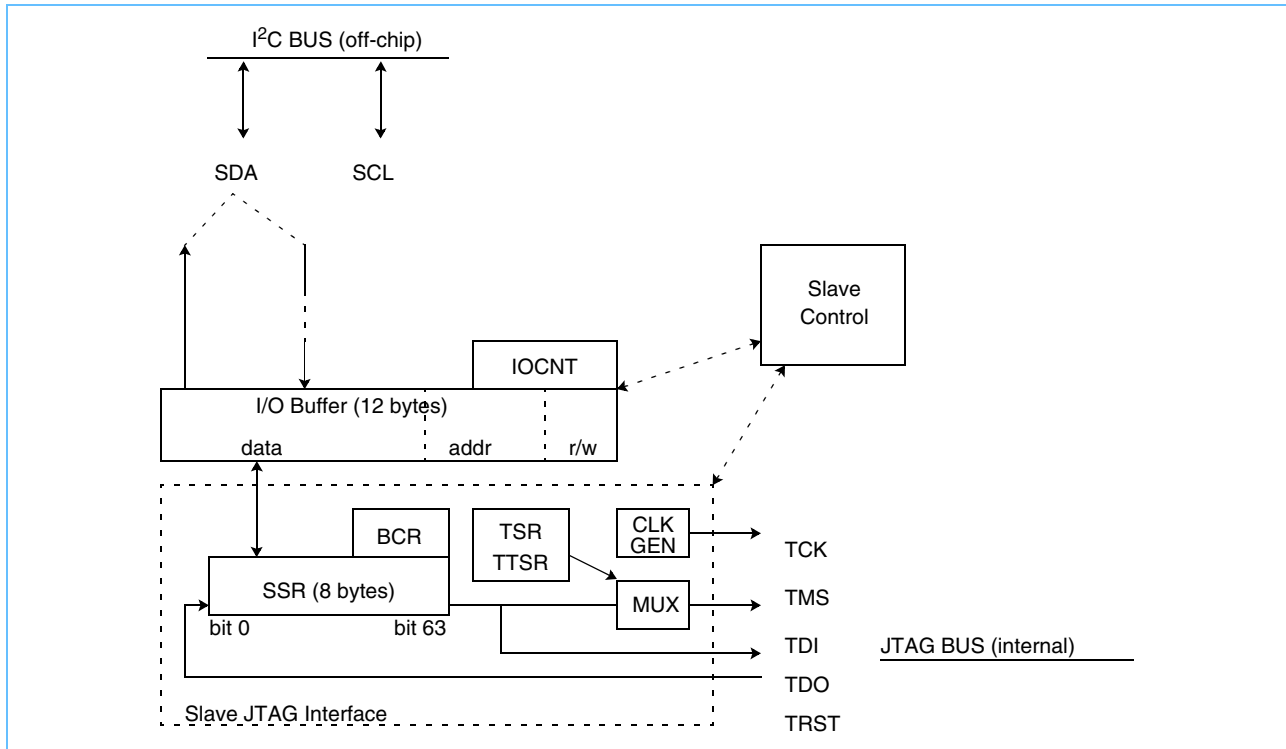 I²C BUS (off-chip)
SDA
SCL
Slave
Control
IOCNT
I/O Buffer (12 bytes)
data
addr
r/w
BCR
TSR
TTSR
CLK
GEN
TCK
SSR (8 bytes)
MUX
TMS
bit 0
bit 63
TDI
JTAG BUS (internal)
TDO
Slave JTAG Interface
TRST